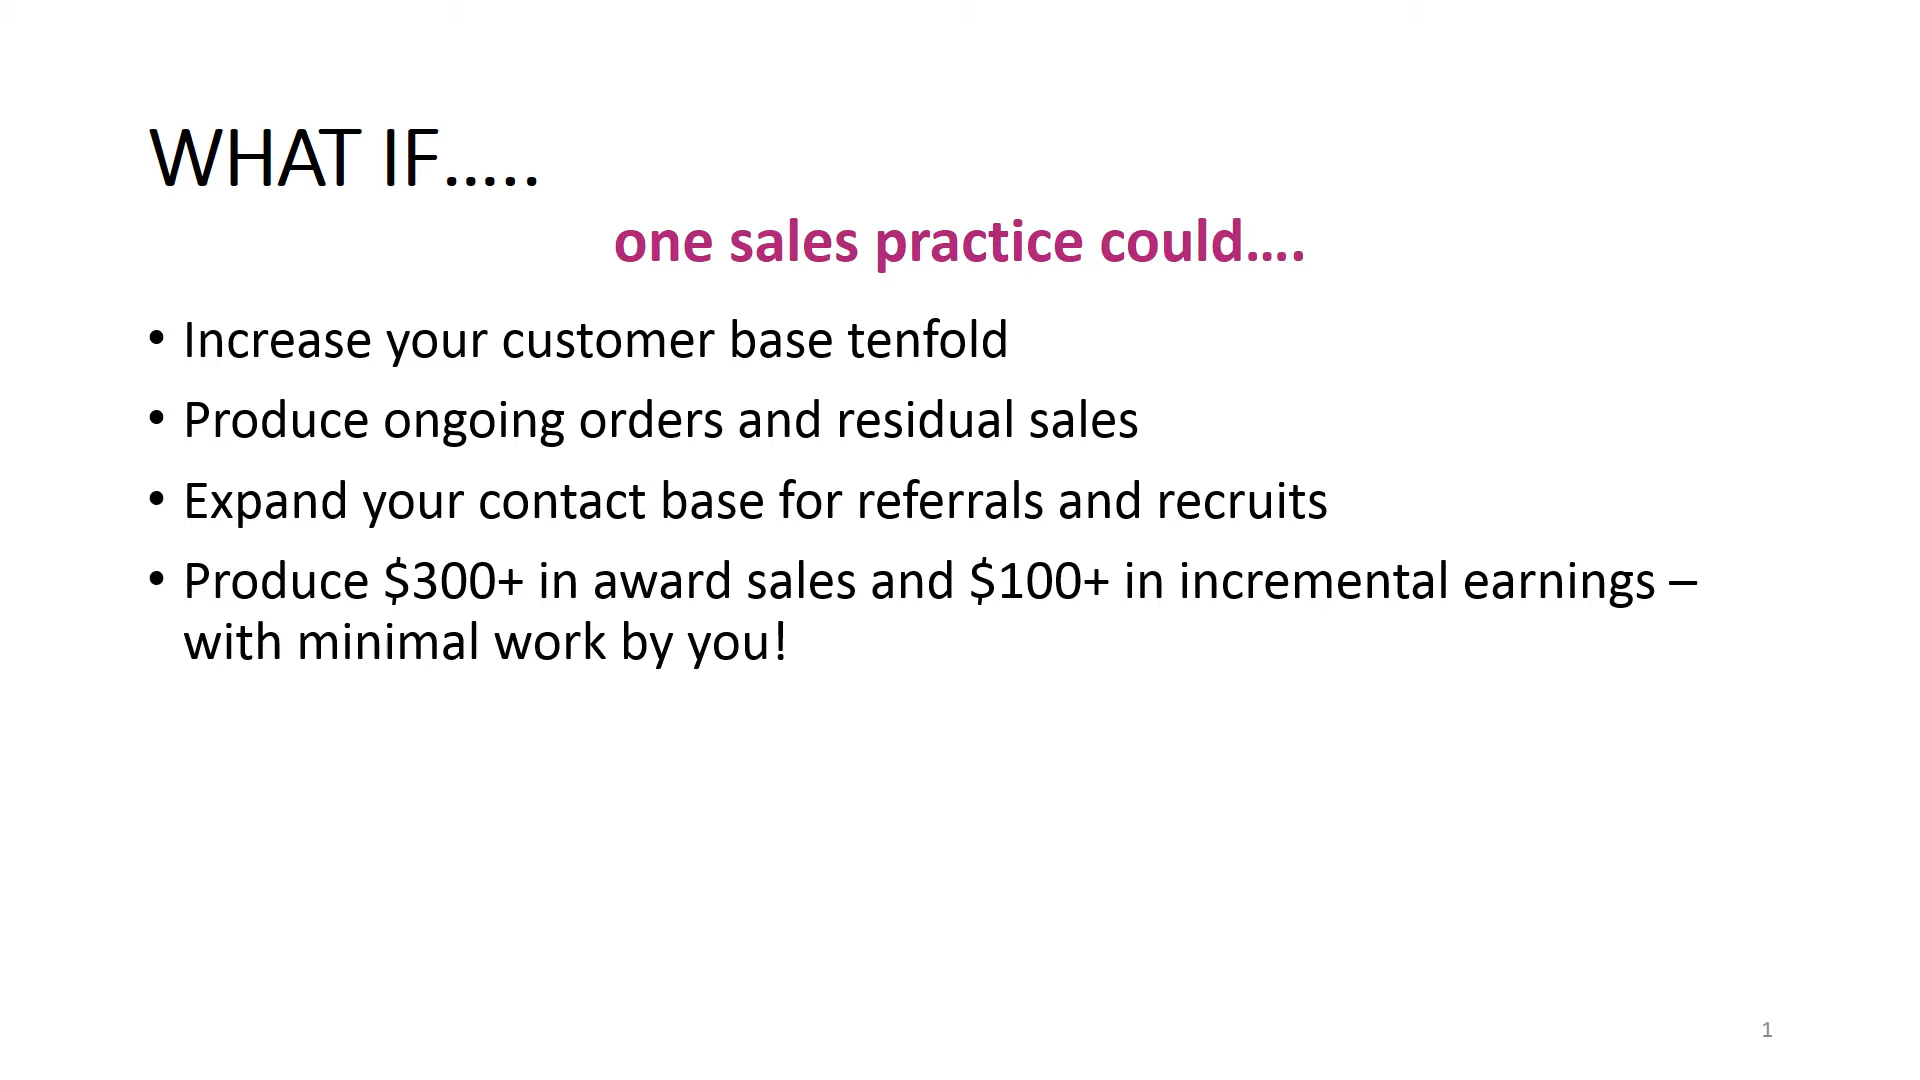 WHAT IF.....
one sales practice could....
• Increase your customer base tenfold
• Produce ongoing orders and residual sales
• Expand your contact base for referrals and recruits
• Produce $300+ in award sales and $100+ in incremental earnings –
with minimal work by you!
1